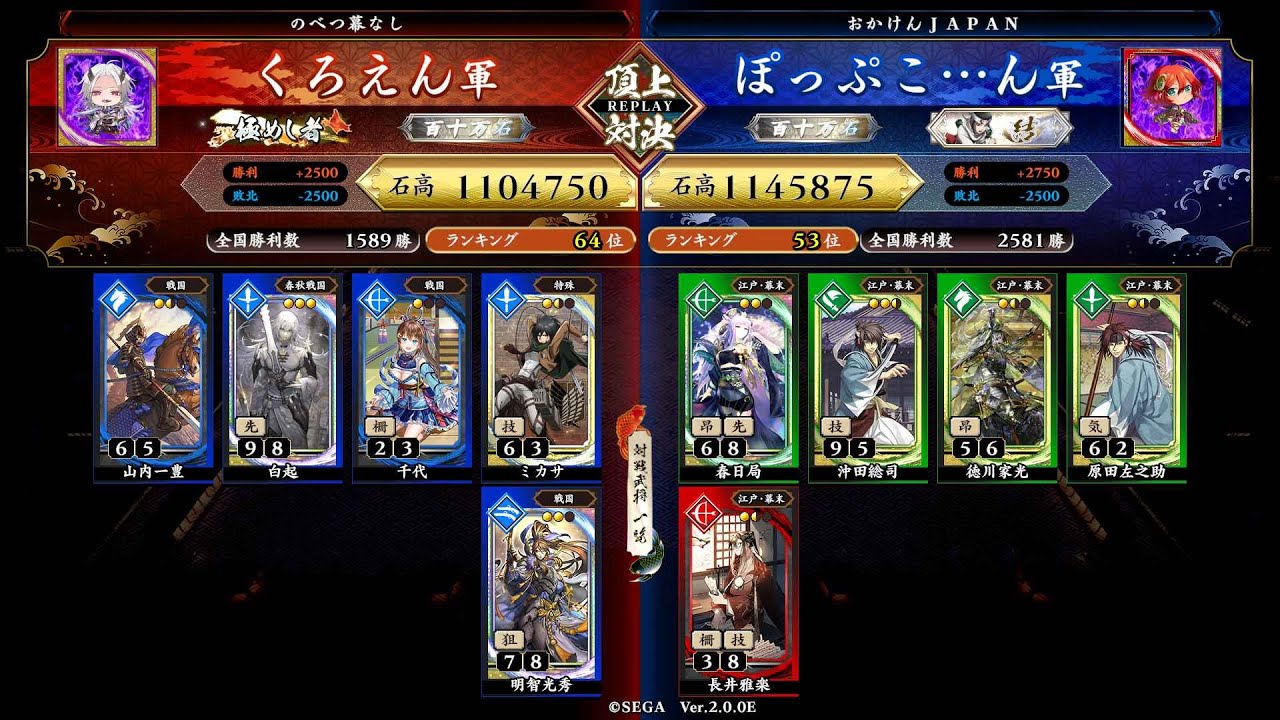 のべつ幕なし
おかけんJAPAN
くろえん軍
頂上
REPLAY
対決
ぽっぷこ…ん軍
極めし者
百十万石
百十万石
結
勝利 +2500
敗北 -2500
石高 1104750
石高 1145875
勝利 +2750
敗北 -2500
全国勝利数 1589勝
ランキング 64位
ランキング 53位
全国勝利数 2581勝
戦国
春秋戦国
戦国
特殊
江戸・幕末
江戸・幕末
江戸・幕末
江戸・幕末
先
柵
技
昴 先
技
昴
気
6 5
9 8
2 3
6 3
6 8
9 5
5 6
6 2
山内一豊
白起
千代
ミカサ
春日局
沖田総司
徳川家光
原田左之助
対戦武将一覧
戦国
江戸・幕末
狙
柵 技
7 8
3 8
明智光秀
長井雅楽
©SEGA Ver.2.0.0E